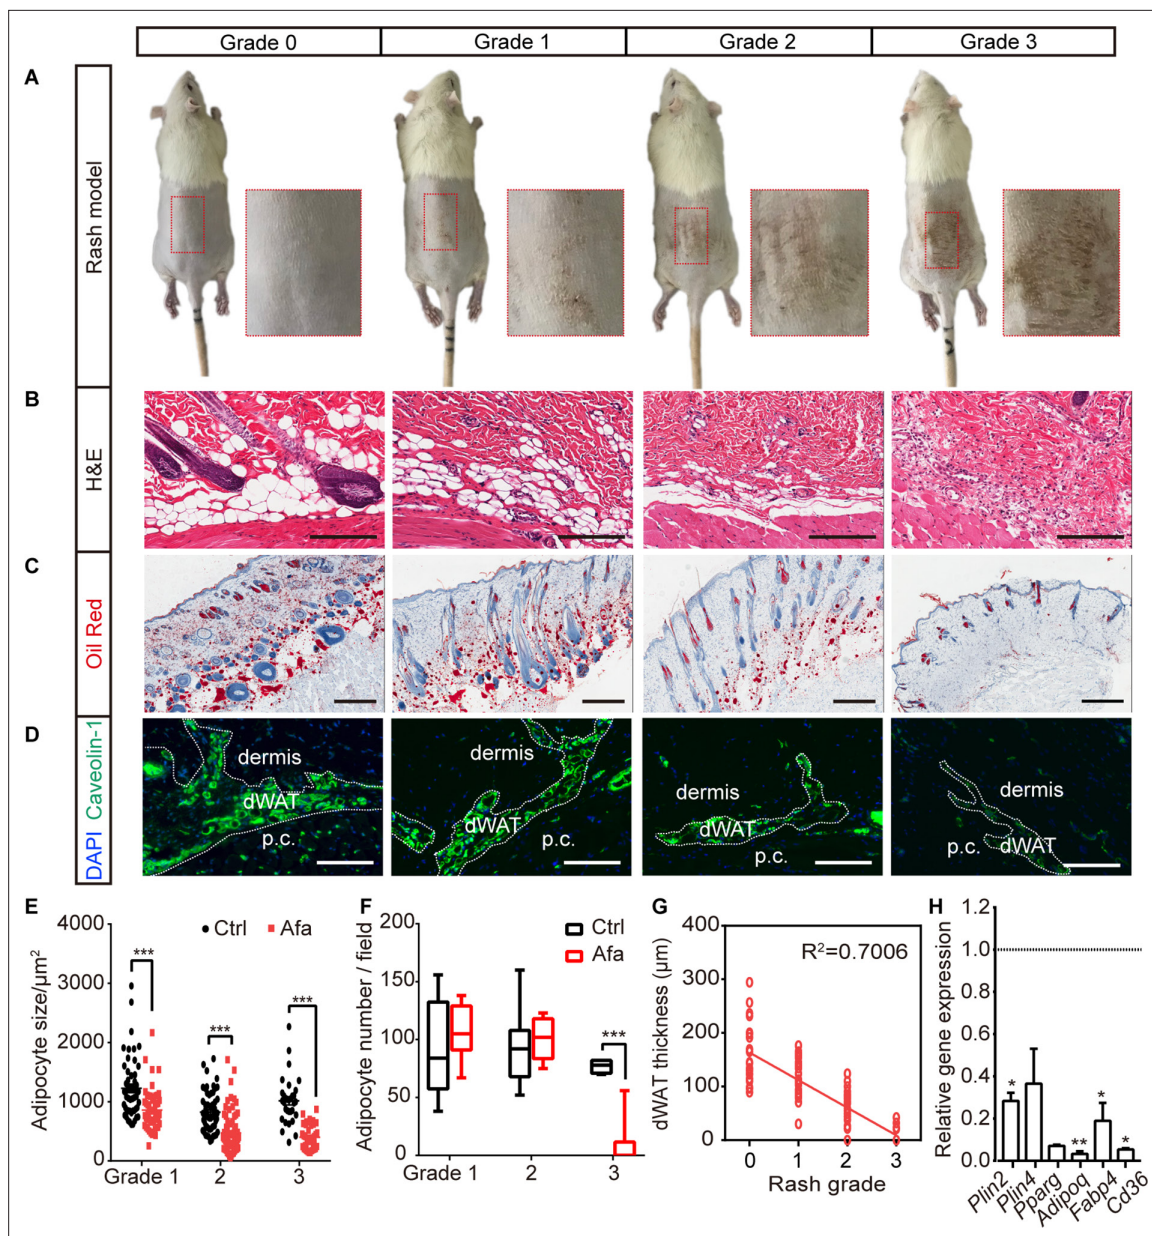 Grade 0 Grade 1 Grade 2 Grade 3
A
Rash model
B
H&E
C
Oil Red
D
DAPI Caveolin-1
dermis
dWAT
p.c.
dermis
dWAT
p.c.
dermis
dWAT
p.c.
dermis
p.c.
dWAT
E
Adipocyte size/µm²
4000
3000
2000
1000
0
Ctrl Afa
***
***
***
Grade 1 2 3
F
Adipocyte number / field
200
150
100
50
0
Ctrl
Afa
***
Grade 1 2 3
G
dWAT thickness (µm)
400
300
200
100
0
R²=0.7006
0 1 2 3
Rash grade
H
Relative gene expression
1.2
1.0
0.8
0.6
0.4
0.2
0.0
*
**
*
*
Plin2
Plin4
Pparg
Adipoq
Fabp4
Cd36